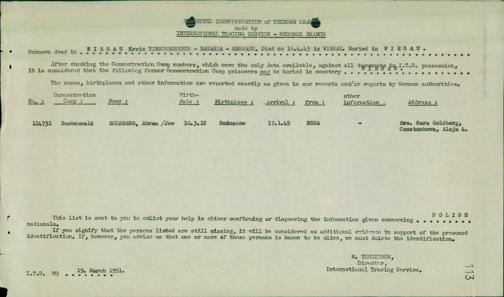 ATTEMPTED IDENTIFICATION of UNKNOWN DEAD
made by
INTERNATIONAL TRACING SERVICE - RECORDS BRANCH
Unknown dead in WIESAU Kreis TIRSCHENREUTH - BAVARIA - GERMANY, Died on 16.4.45 in WIESAU. Buried in WIESAU.
After checking the Concentration Camp numbers, which were the only data available, against all documents in I.T.S. possession,
it is considered that the following former Concentration Camp prisoners may be buried in cemetery WIESAU.
The names, birthplaces and other information are reported exactly as given in our records and/or reports by German authorities.
Concentration Birth- other
No. : Camp : Name : date : Birthplace : Arrival : from : information . Address :
114731 Buchenwald GOLDBERG, Abram /Jew 10.3.12 17.1.45 - Mrs. Sara Goldberg,
Czestochowa, Aleja 4.
This list is sent to you to enlist your help in either confirming or disproving the information given concerning POLISH
nationals.
If you signify that the persons listed are still missing, it will be considered as additional evidence in support of the presumed
identification. If, however, you advise us that one or more of these persons is known to be alive, we must delete the identification.
M.
Director,
International Tracing Service.
I.T.S. HQ 19. March 1951.
113